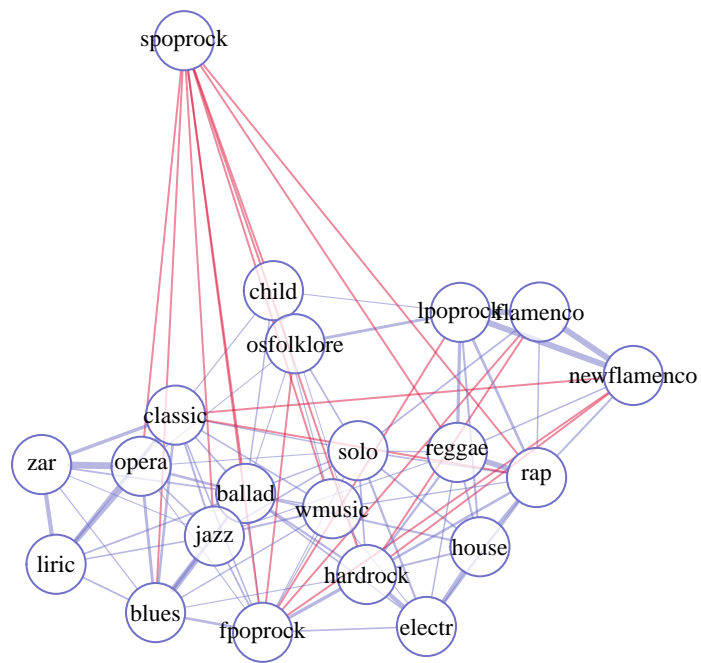 spoprock
child
lpoprock
flamenco
osfolklore
newflamenco
classic
solo
reggae
zar
opera
rap
ballad
wmusic
jazz
house
liric
hardrock
blues
fpoprock
electr